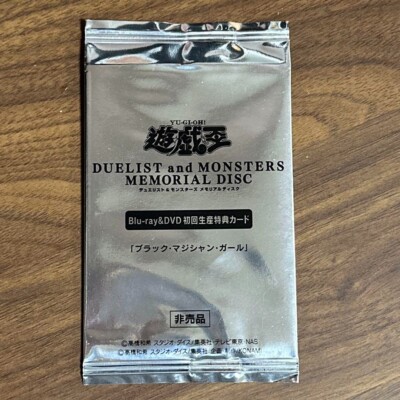 YU-GI-OH!
遊戯王
DUELIST and MONSTERS
MEMORIAL DISC
デュエリスト&モンスターズ メモリアルディスク
Blu-ray&DVD 初回生産特典カード
「ブラック・マジシャン・ガール」
非売品
©高橋和希 スタジオ・ダイス/集英社・テレビ東京・NAS
©高橋和希 スタジオ・ダイス/集英社 企画・KONAMI